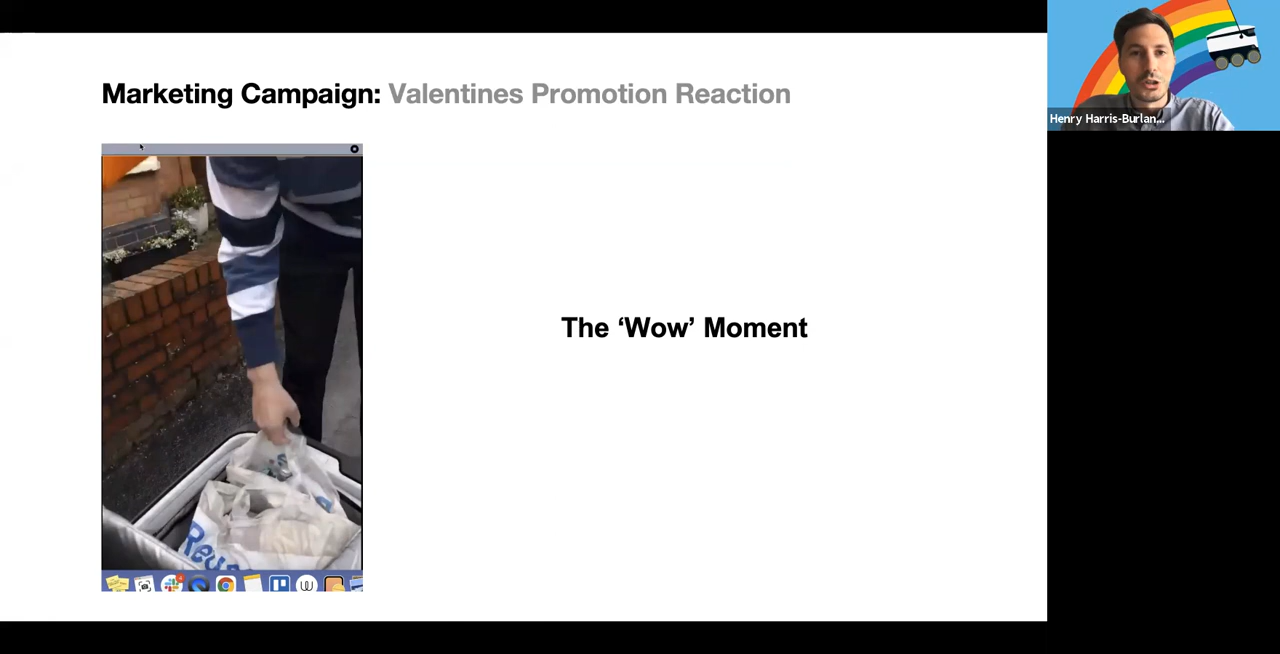 Marketing Campaign: Valentines Promotion Reaction
Henry Harris-Burlan...
The ‘Wow’ Moment